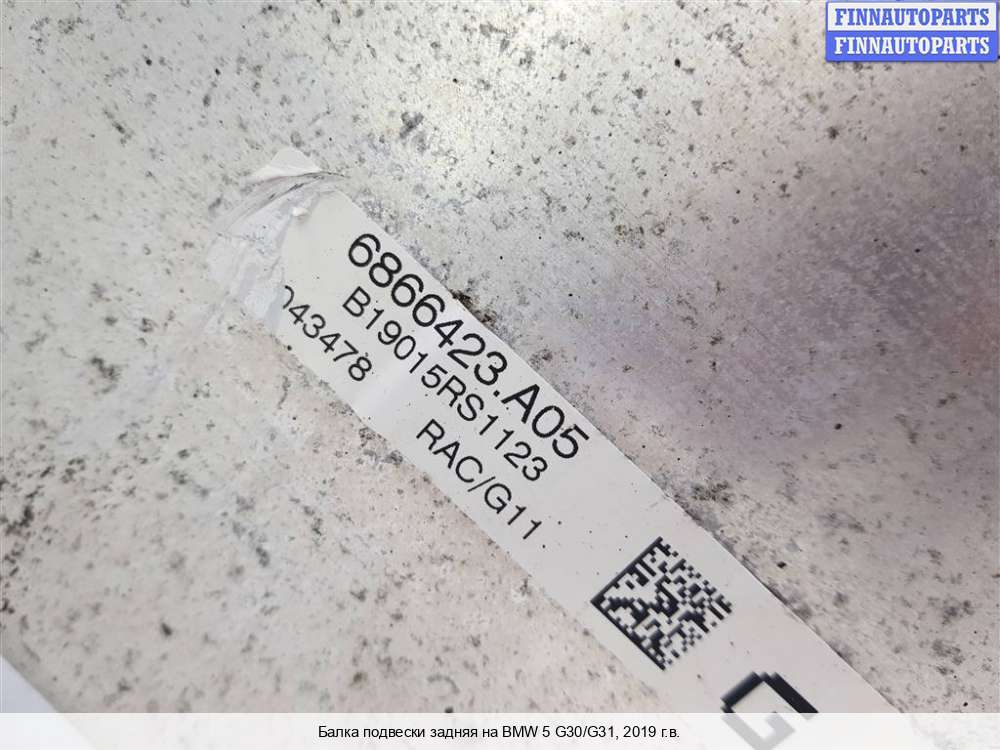 FINNAUTOPARTS
FINNAUTOPARTS
6866423.A05
B19015RS1123
043478
RAC/G11
G
Балка подвески задняя на BMW 5 G30/G31, 2019 г.в.